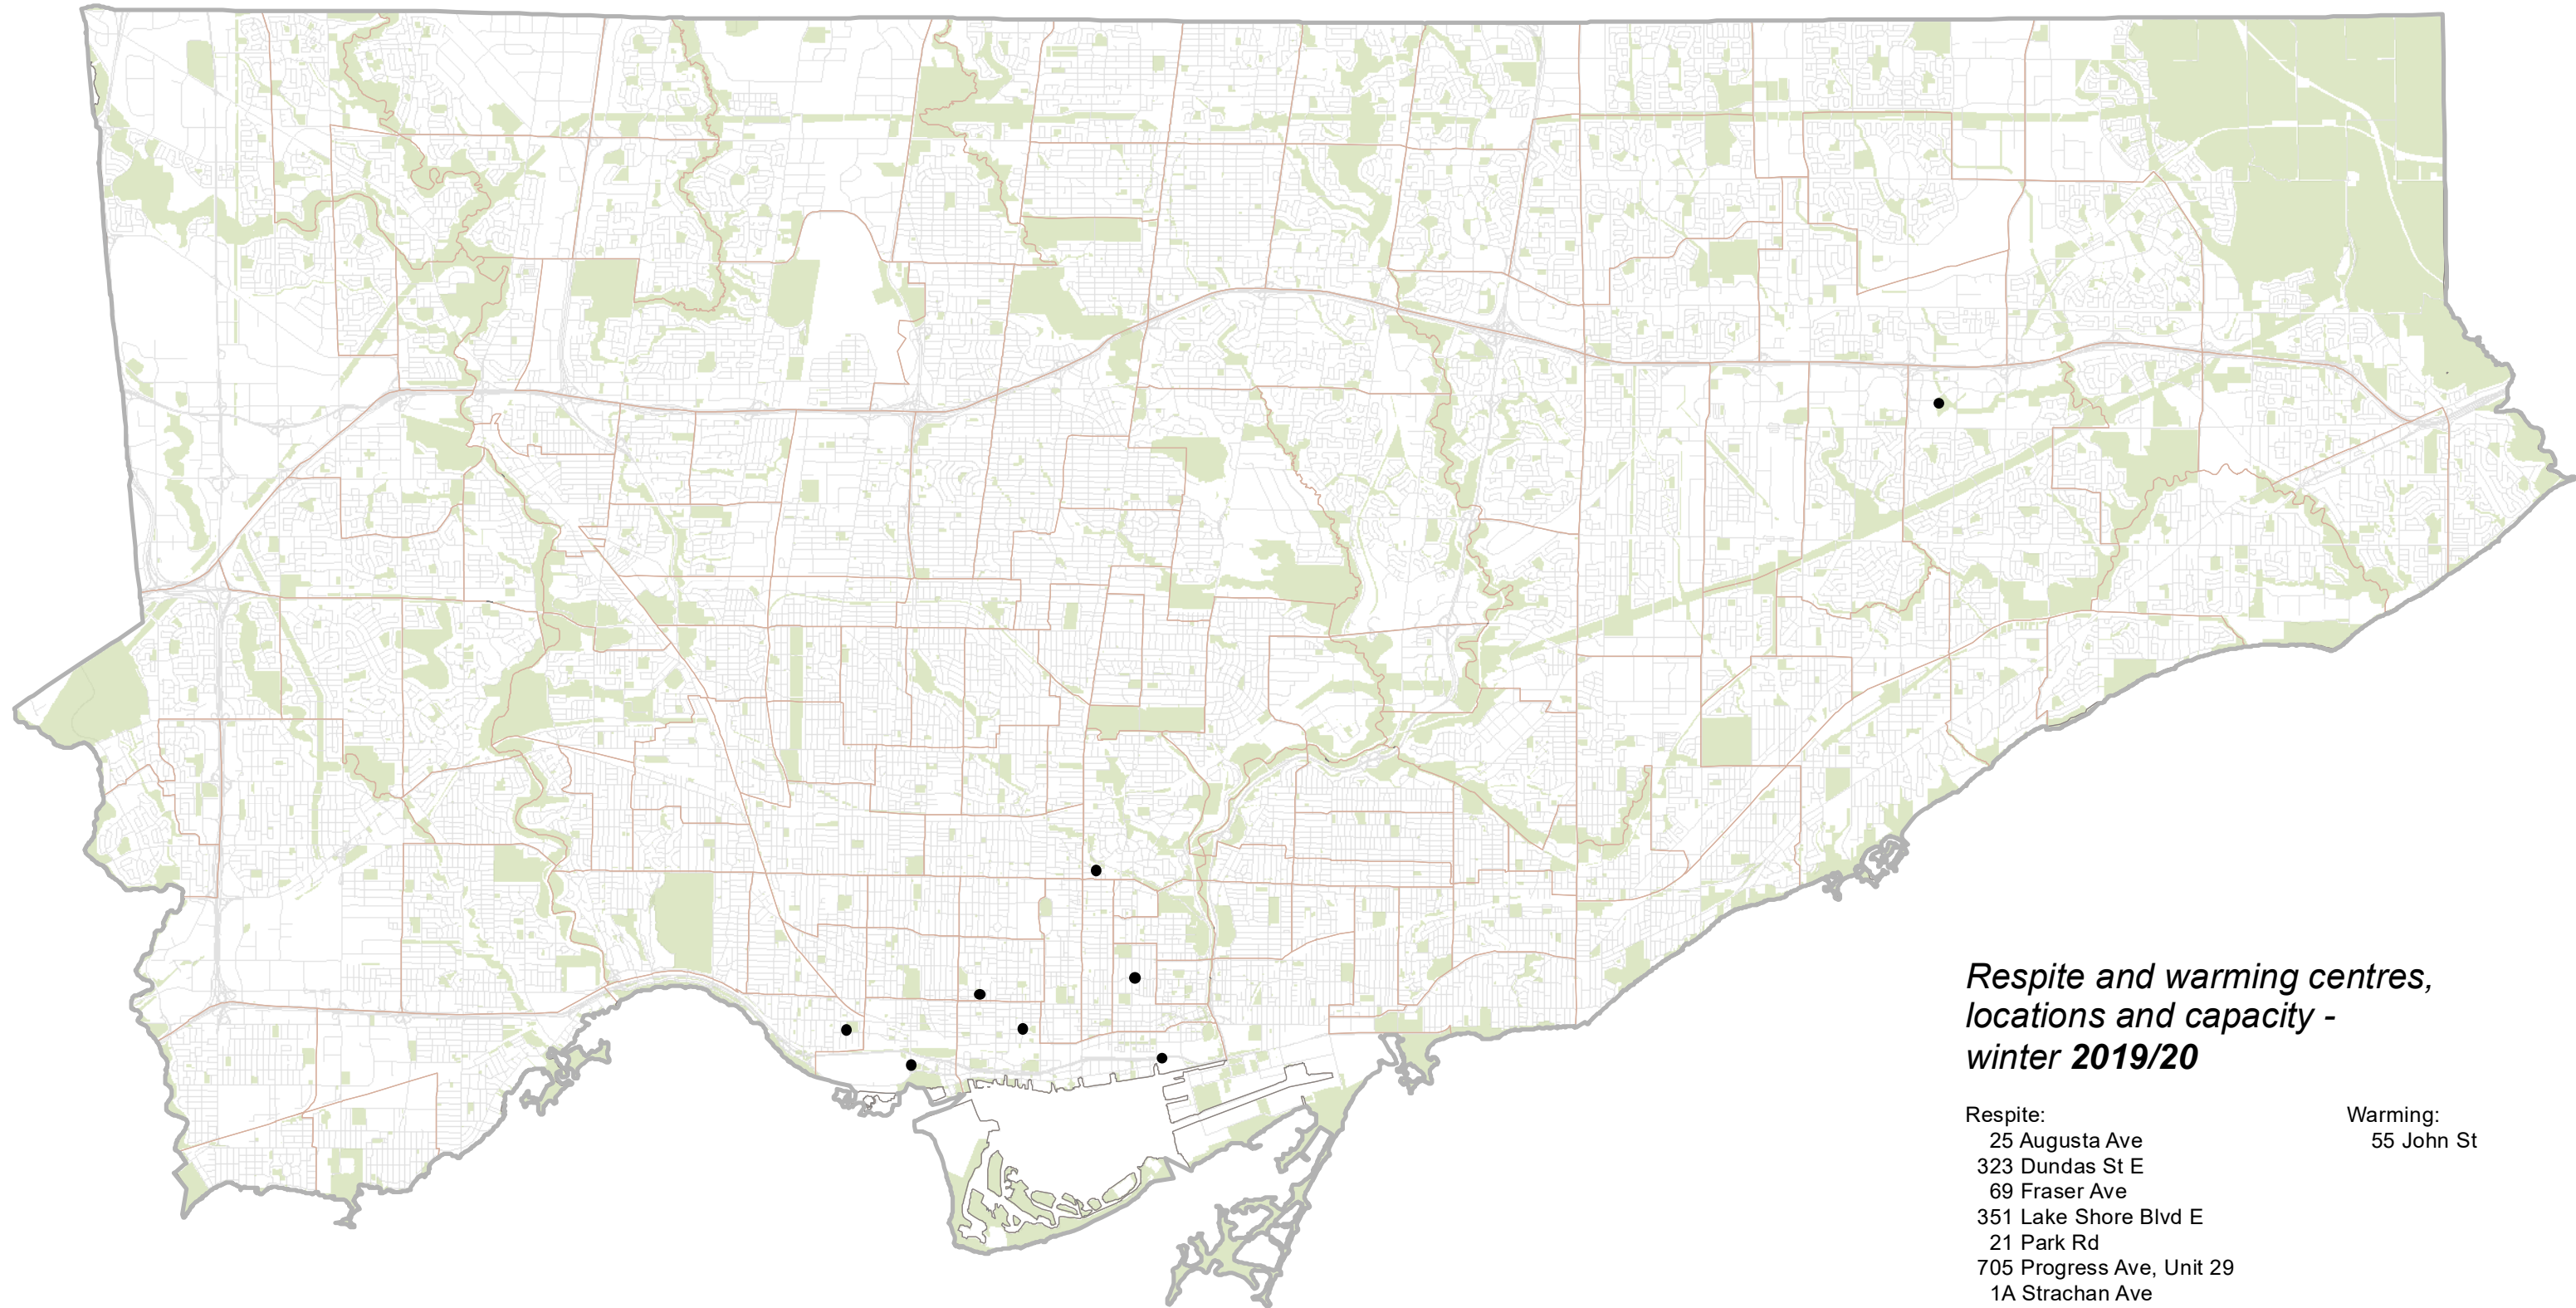 Respite and warming centres,
locations and capacity -
winter 2019/20
Respite:
25 Augusta Ave
323 Dundas St E
69 Fraser Ave
351 Lake Shore Blvd E
21 Park Rd
705 Progress Ave, Unit 29
1A Strachan Ave
Warming:
55 John St